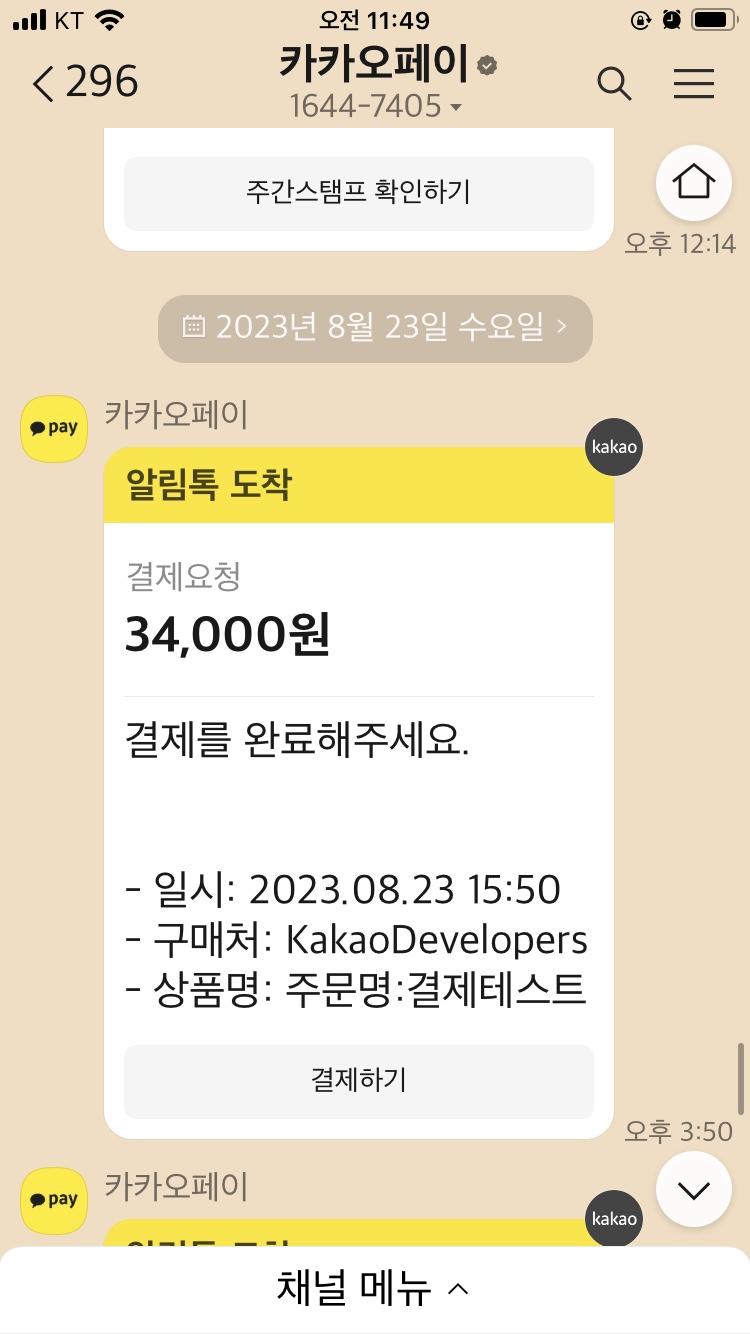 KT 오전 11:49
296 카카오페이
1644-7405
주간스탬프 확인하기
오후 12:14
2023년 8월 23일 수요일
pay 카카오페이
kakao
알림톡 도착
결제요청
34,000원
결제를 완료해주세요.
- 일시: 2023.08.23 15:50
- 구매처: KakaoDevelopers
- 상품명: 주문명:결제테스트
결제하기
오후 3:50
pay 카카오페이
kakao
채널 메뉴